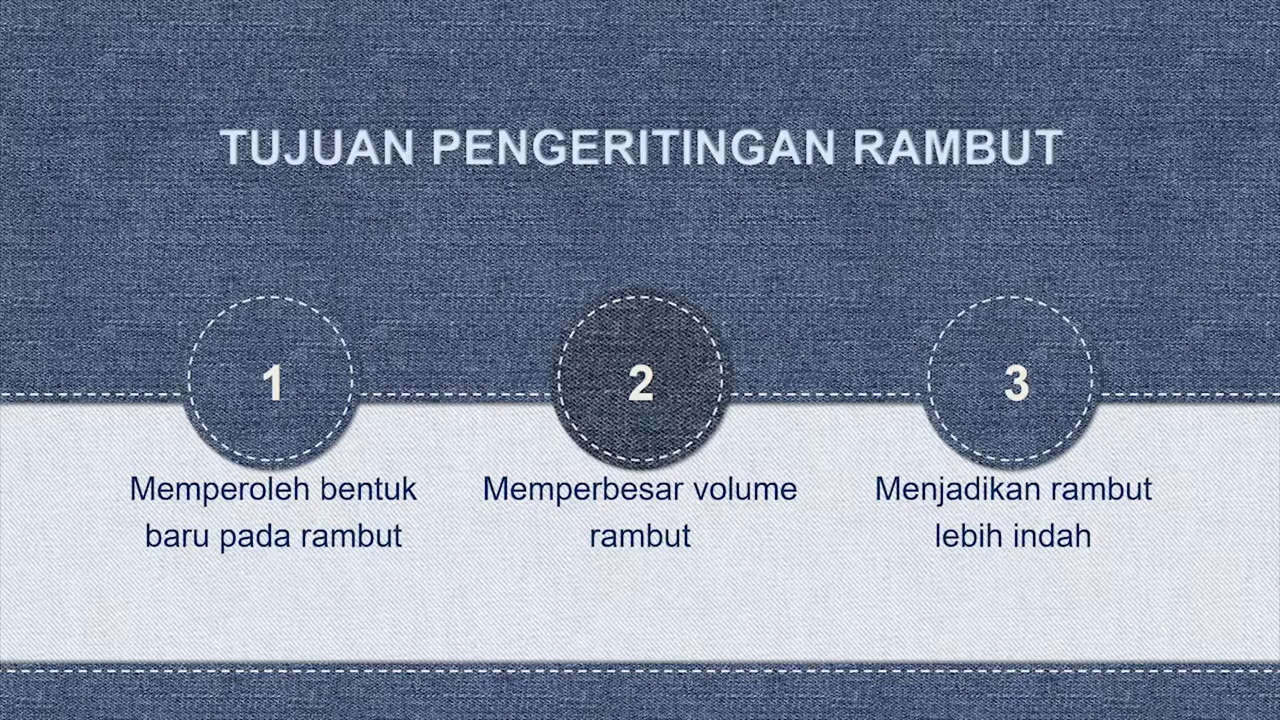 TUJUAN PENGERITINGAN RAMBUT
1
Memperoleh bentuk
baru pada rambut
2
Memperbesar volume
rambut
3
Menjadikan rambut
lebih indah